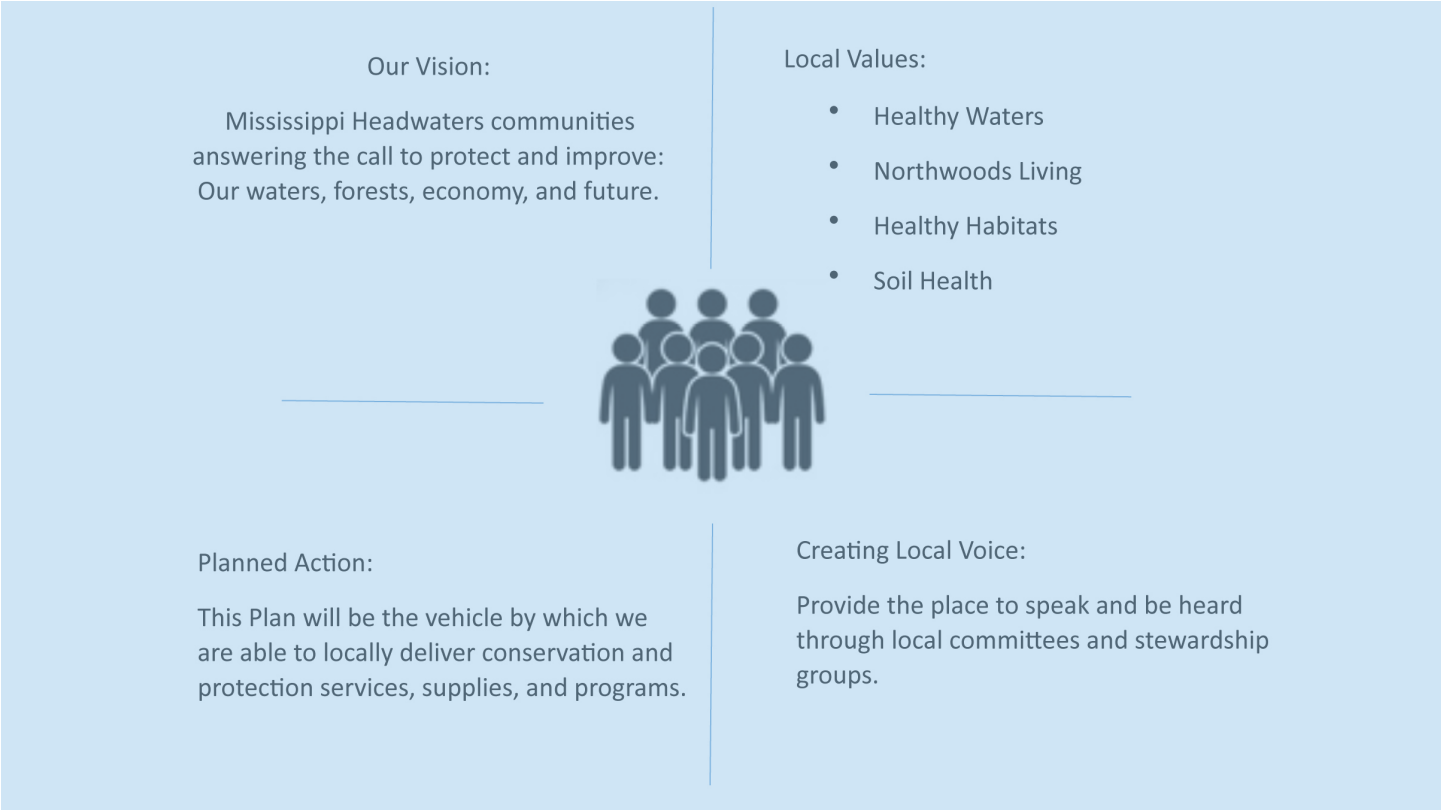 Our Vision:
Mississippi Headwaters communities
answering the call to protect and improve:
Our waters, forests, economy, and future.
Local Values:
• Healthy Waters
• Northwoods Living
• Healthy Habitats
• Soil Health
Planned Action:
This Plan will be the vehicle by which we
are able to locally deliver conservation and
protection services, supplies, and programs.
Creating Local Voice:
Provide the place to speak and be heard
through local committees and stewardship
groups.